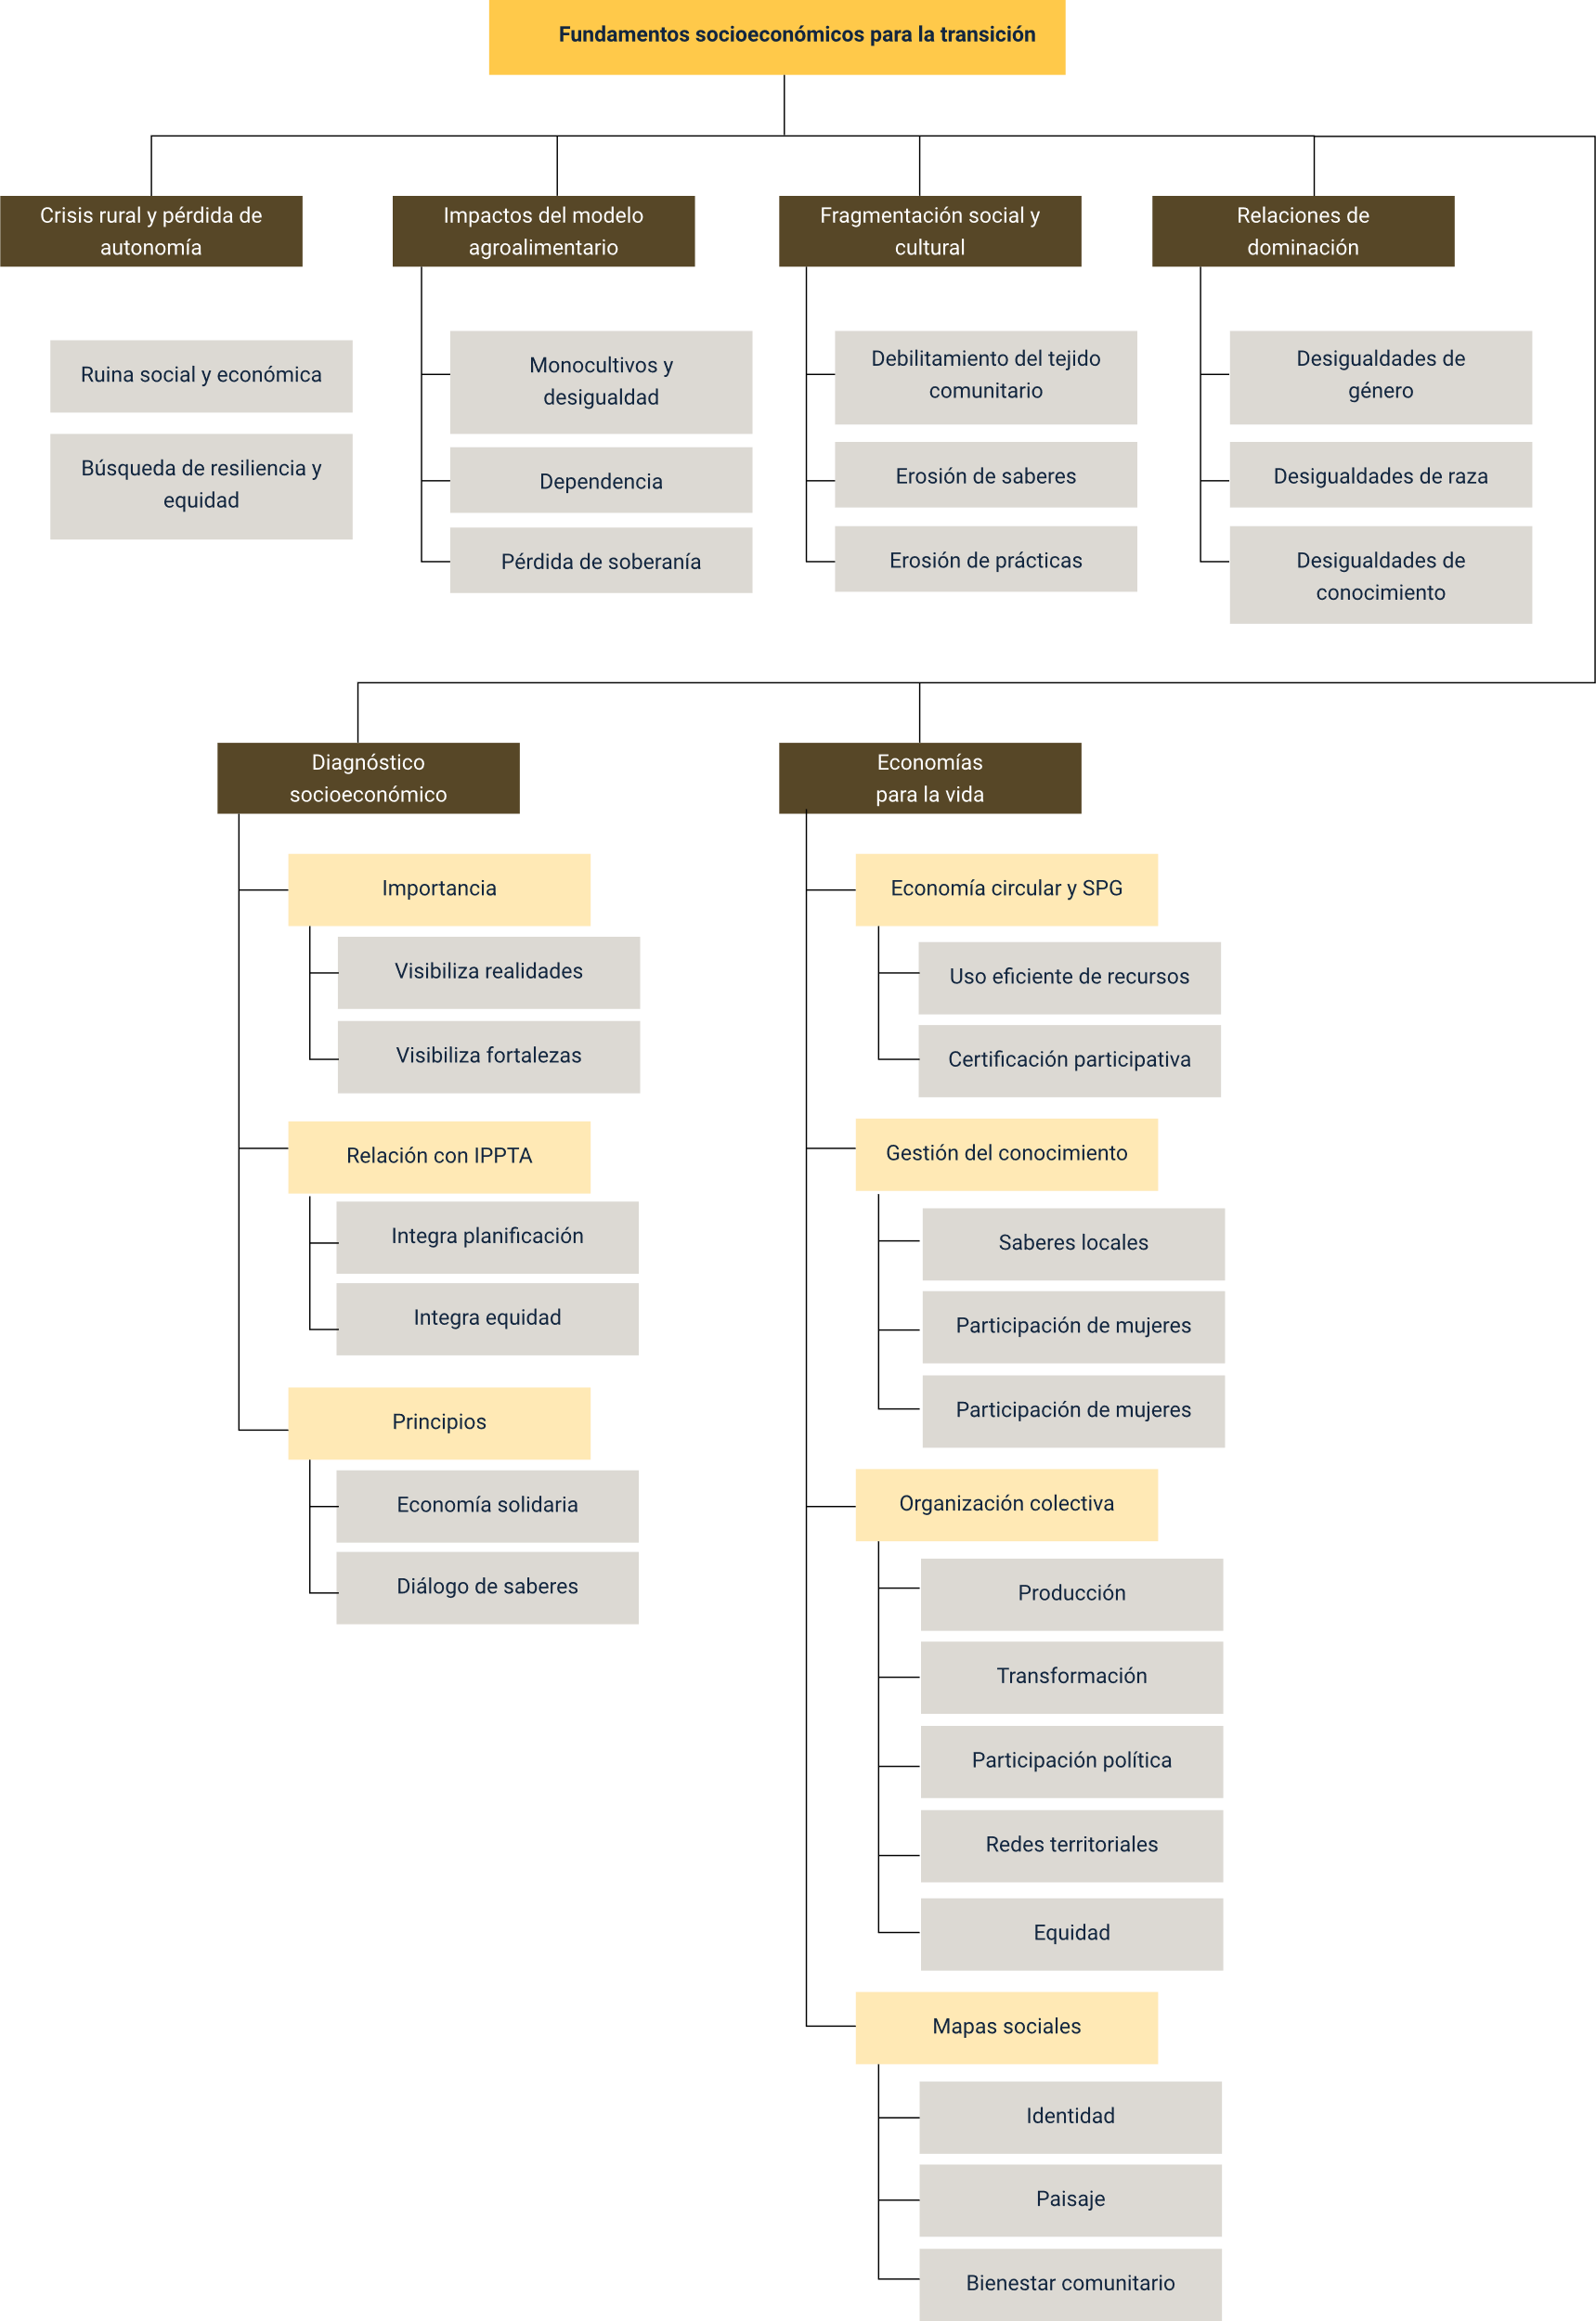 Fundamentos socioeconómicos para la transición
Crisis rural y pérdida de
autonomía
Ruina social y económica
Búsqueda de resiliencia y
equidad
Impactos del modelo
agroalimentario
Monocultivos y
desigualdad
Dependencia
Pérdida de soberanía
Fragmentación social y
cultural
Debilitamiento del tejido
comunitario
Erosión de saberes
Erosión de prácticas
Relaciones de
dominación
Desigualdades de
género
Desigualdades de raza
Desigualdades de
conocimiento
Diagnóstico
socioeconómico
Importancia
Visibiliza realidades
Visibiliza fortalezas
Relación con IPPTA
Integra planificación
Integra equidad
Principios
Economía solidaria
Diálogo de saberes
Economías
para la vida
Economía circular y SPG
Uso eficiente de recursos
Certificación participativa
Gestión del conocimiento
Saberes locales
Participación de mujeres
Participación de mujeres
Organización colectiva
Producción
Transformación
Participación política
Redes territoriales
Equidad
Mapas sociales
Identidad
Paisaje
Bienestar comunitario